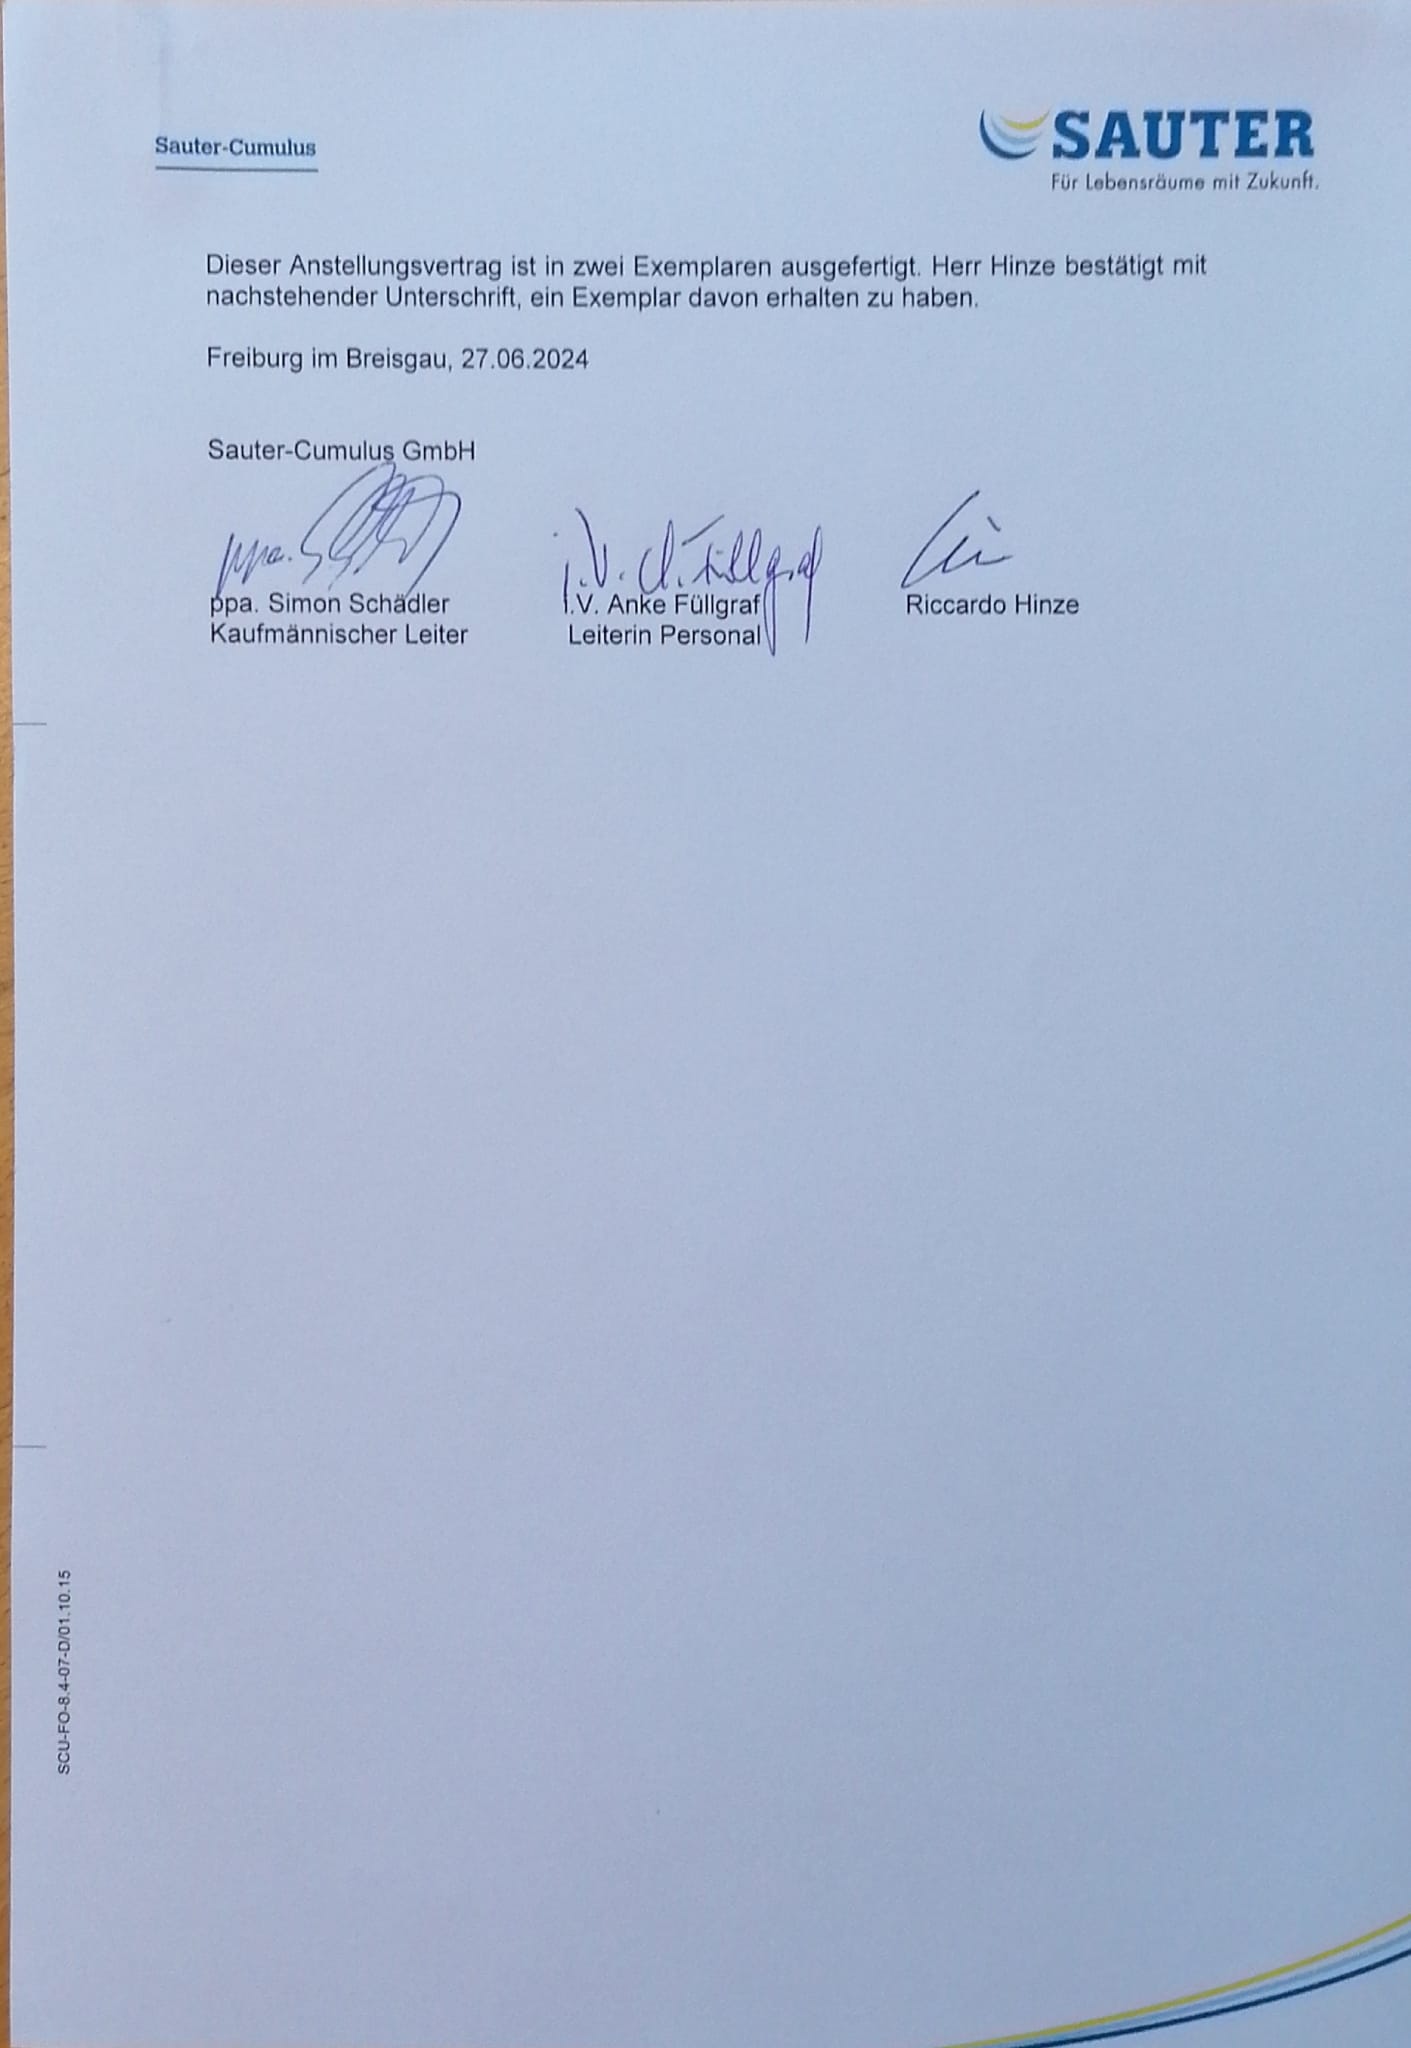 Sauter-Cumulus
SAUTER
Für Lebensräume mit Zukunft.
Dieser Anstellungsvertrag ist in zwei Exemplaren ausgefertigt. Herr Hinze bestätigt mit
nachstehender Unterschrift, ein Exemplar davon erhalten zu haben.
Freiburg im Breisgau, 27.06.2024
Sauter-Cumulus GmbH
ppa.
i.V. A. Füllgraf
ppa. Simon Schädler
I.V. Anke Füllgraf
Riccardo Hinze
Kaufmännischer Leiter
Leiterin Personal
SCU-FO-8.4-07-D/01.10.15